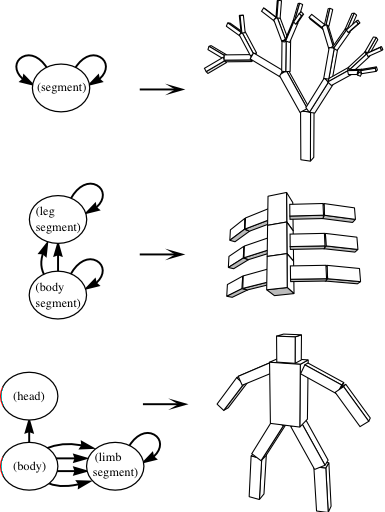 (segment)
(leg
segment)
(body
segment)
(head)
(body)
(limb
segment)